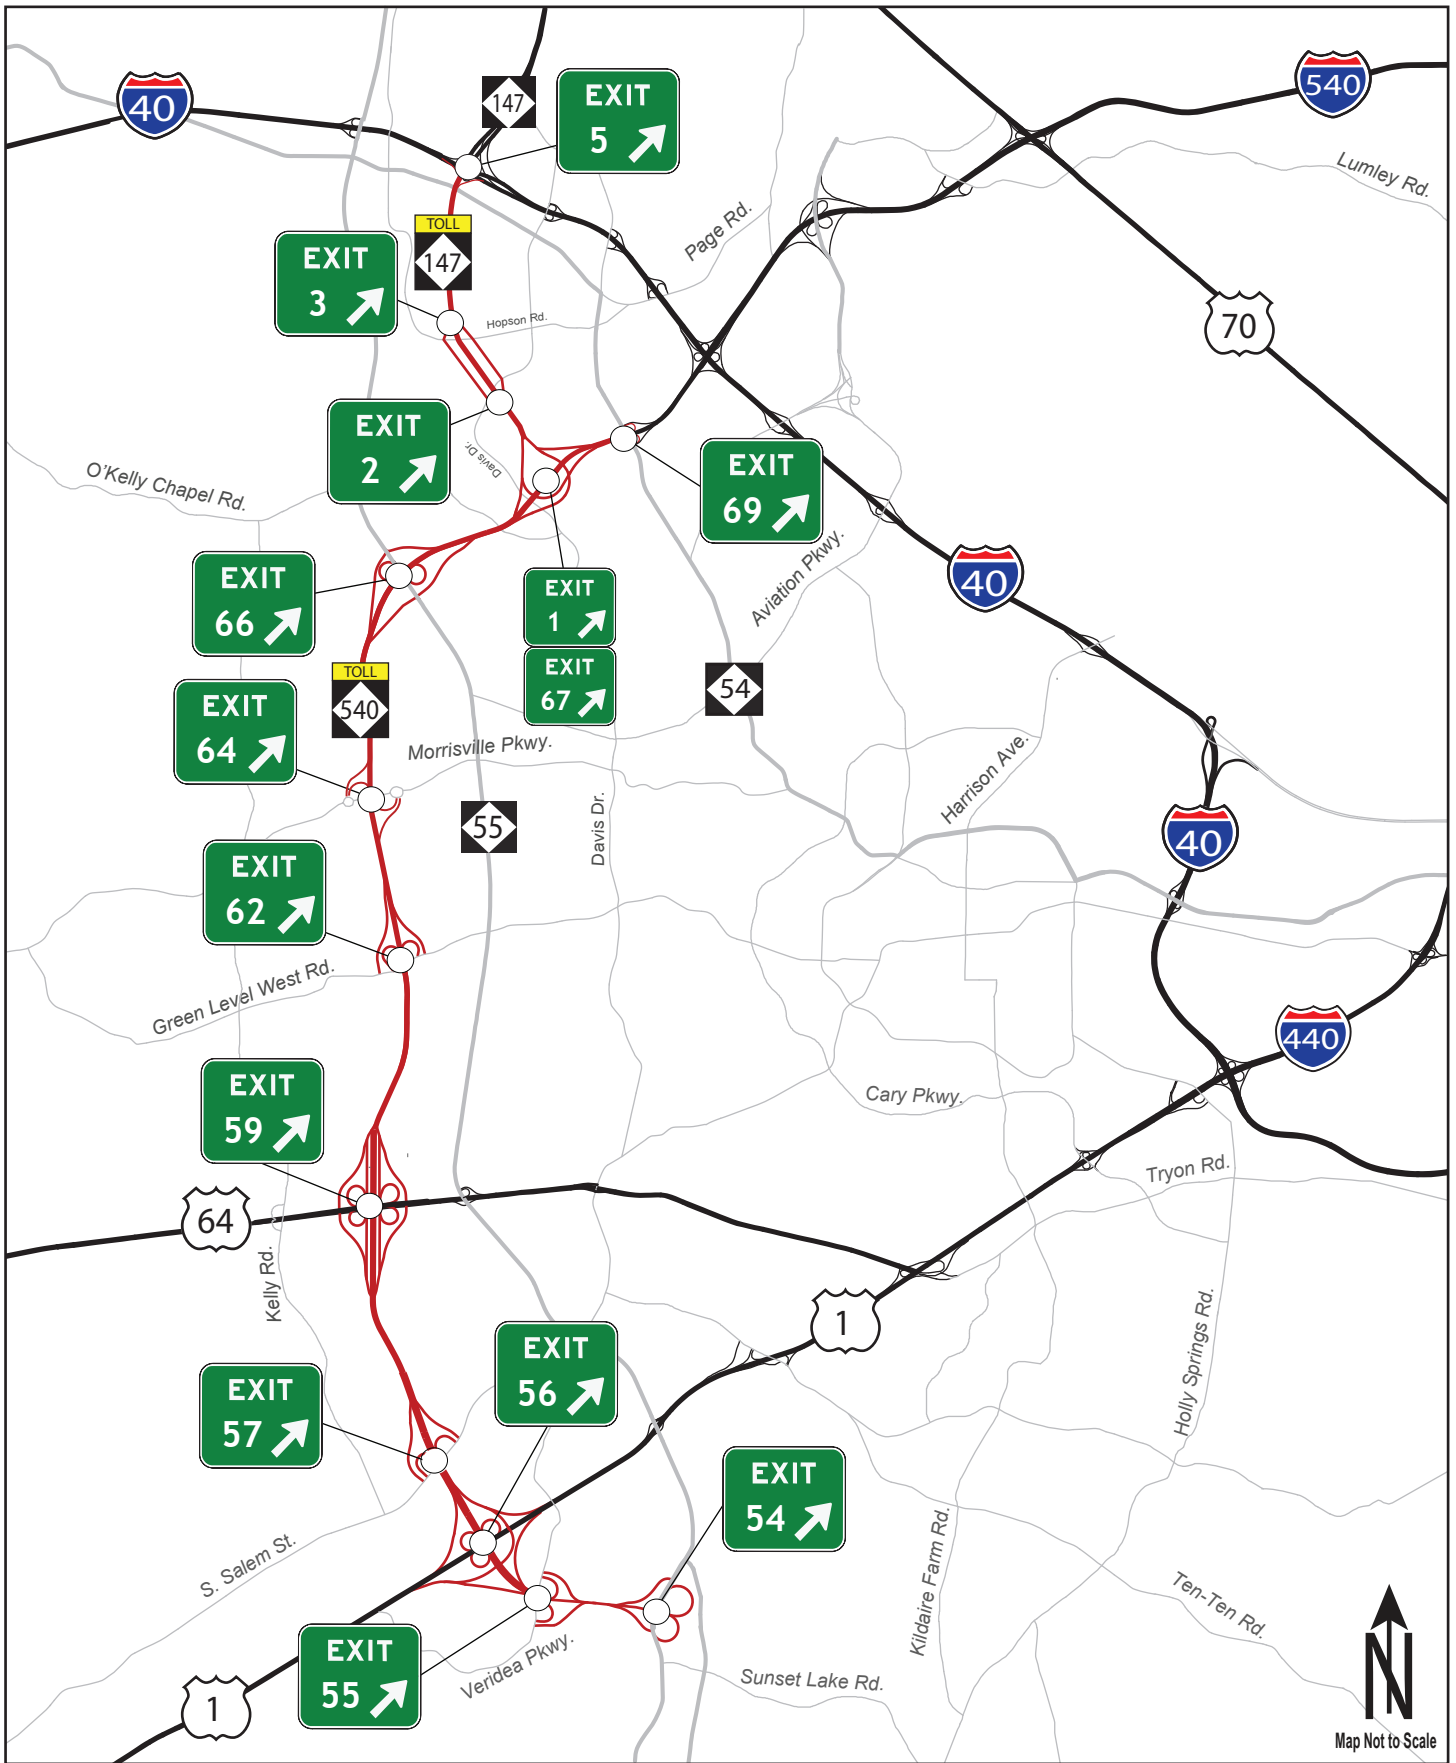 540
40
147
EXIT
5
Lumley Rd.
Page Rd.
TOLL
147
EXIT
3
Hopson Rd.
70
EXIT
2
Davis Dr.
O'Kelly Chapel Rd.
EXIT
69
Aviation Pkwy.
40
EXIT
66
EXIT
1
EXIT
67
TOLL
540
54
EXIT
64
Morrisville Pkwy.
Harrison Ave.
55
Davis Dr.
40
EXIT
62
Green Level West Rd.
440
EXIT
59
Cary Pkwy.
Tryon Rd.
64
Kelly Rd.
1
Holly Springs Rd.
EXIT
56
EXIT
57
EXIT
54
S. Salem St.
Kildaire Farm Rd.
Ten-Ten Rd.
EXIT
55
Veridea Pkwy.
Sunset Lake Rd.
1
N
Map Not to Scale